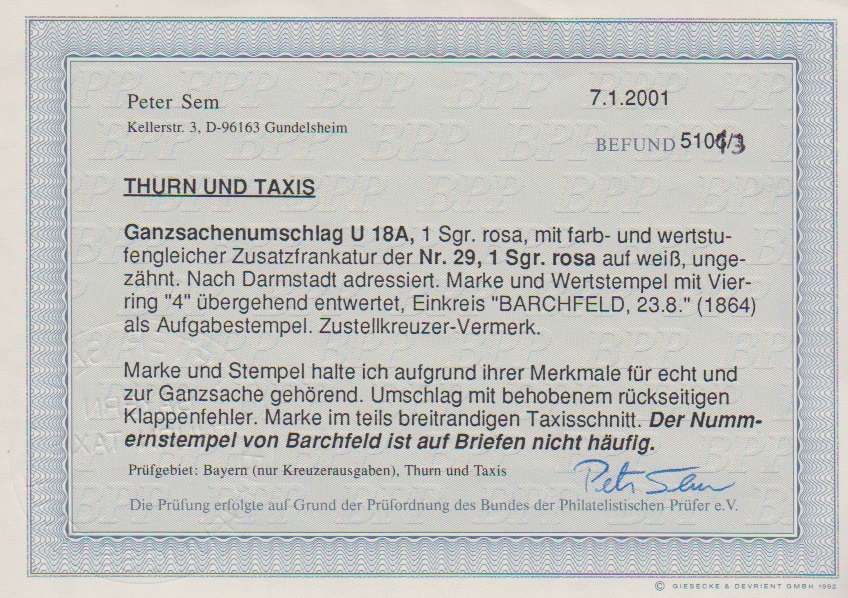 Peter Sem
7.1.2001
Kellerstr. 3, D-96163 Gundelsheim
BEFUND
THURN UND TAXIS
Ganzsachenumschlag U 18A, 1 Sgr. rosa, mit farb- und wertstu-
fengleicher Zusatzfrankatur der Nr. 29, 1 Sgr. rosa auf weiß, unge-
zähnt. Nach Darmstadt adressiert. Marke und Wertstempel mit Vier-
ring "4" übergehend entwertet, Einkreis "BARCHFELD, 23.8." (1864)
als Aufgabestempel. Zustellkreuzer-Vermerk.
Marke und Stempel halte ich aufgrund ihrer Merkmale für echt und
zur Ganzsache gehörend. Umschlag mit behobenem rückseitigen
Klappenfehler. Marke im teils breitrandigen Taxisschnitt. Der Numm-
ernstempel von Barchfeld ist auf Briefen nicht häufig.
Prüfgebiet: Bayern (nur Kreuzerausgaben), Thurn und Taxis
Peter Sem
Die Prüfung erfolgte auf Grund der Prüfordnung des Bundes der Philatelistischen Prüfer e.V.
© GIESECKE & DEVRIENT GMBH 1992